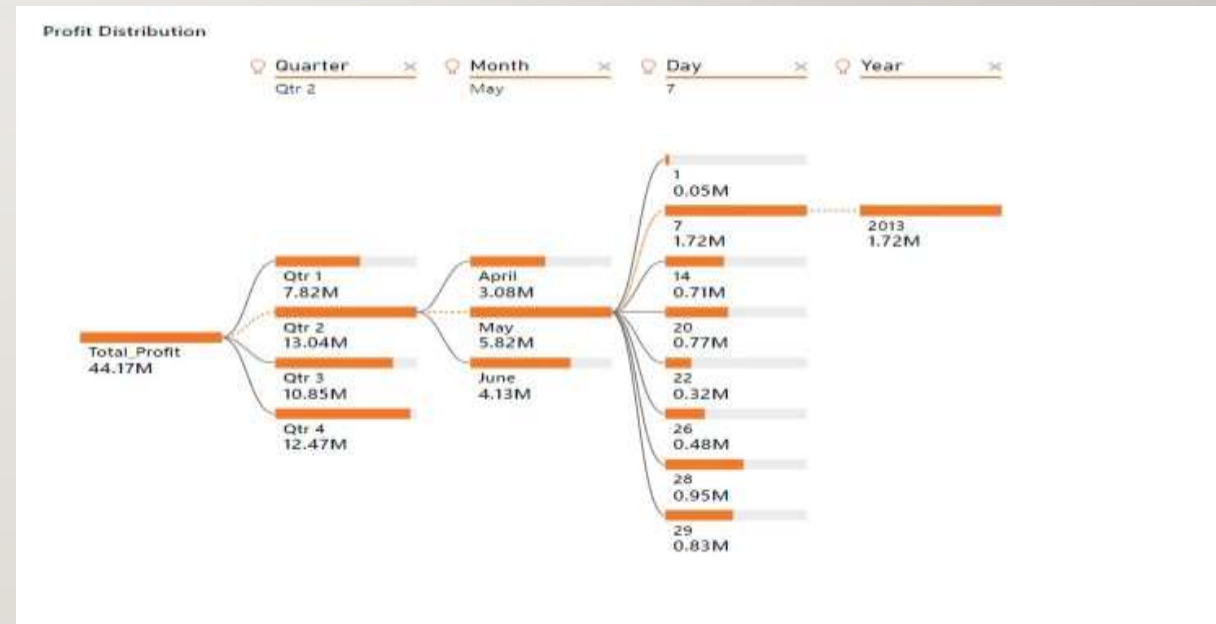 Profit Distribution
Quarter
Qtr 2
Month
May
Day
7
Year
Total_Profit
44.17M
Qtr 1
7.82M
Qtr 2
13.04M
Qtr 3
10.85M
Qtr 4
12.47M
April
3.08M
May
5.82M
June
4.13M
1
0.05M
7
1.72M
14
0.71M
20
0.77M
22
0.32M
26
0.48M
28
0.95M
29
0.83M
2013
1.72M